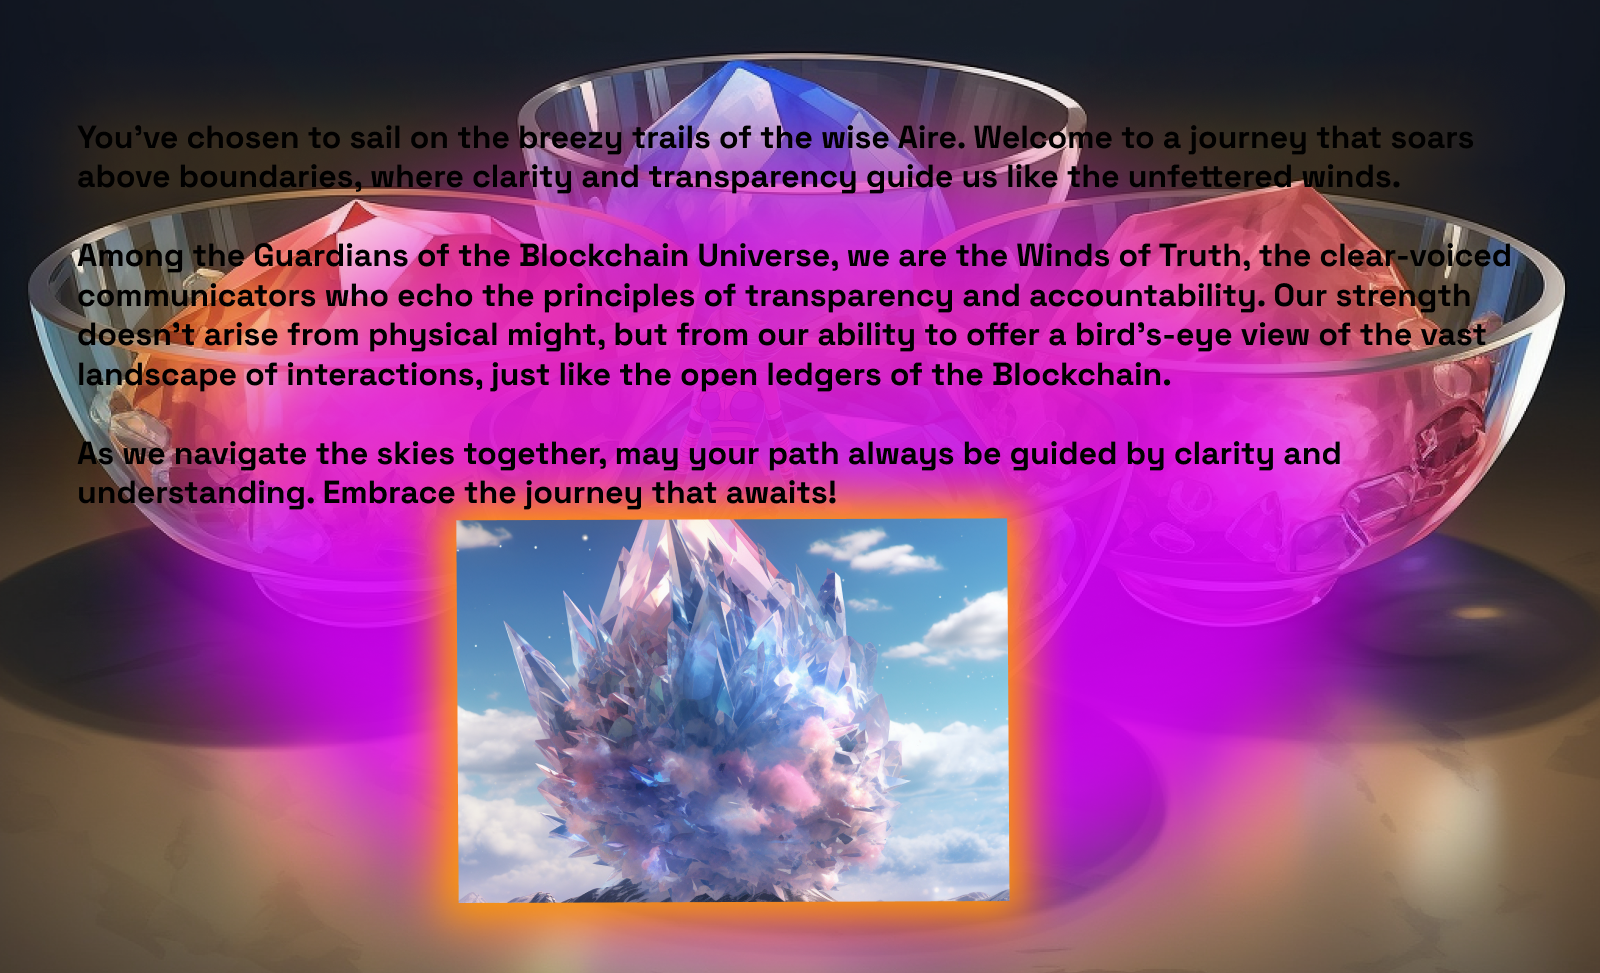 You’ve chosen to sail on the breezy trails of the wise Aire. Welcome to a journey that soars
above boundaries, where clarity and transparency guide us like the unfettered winds.
Among the Guardians of the Blockchain Universe, we are the Winds of Truth, the clear-voiced
communicators who echo the principles of transparency and accountability. Our strength
doesn’t arise from physical might, but from our ability to offer a bird’s-eye view of the vast
landscape of interactions, just like the open ledgers of the Blockchain.
As we navigate the skies together, may your path always be guided by clarity and
understanding. Embrace the journey that awaits!